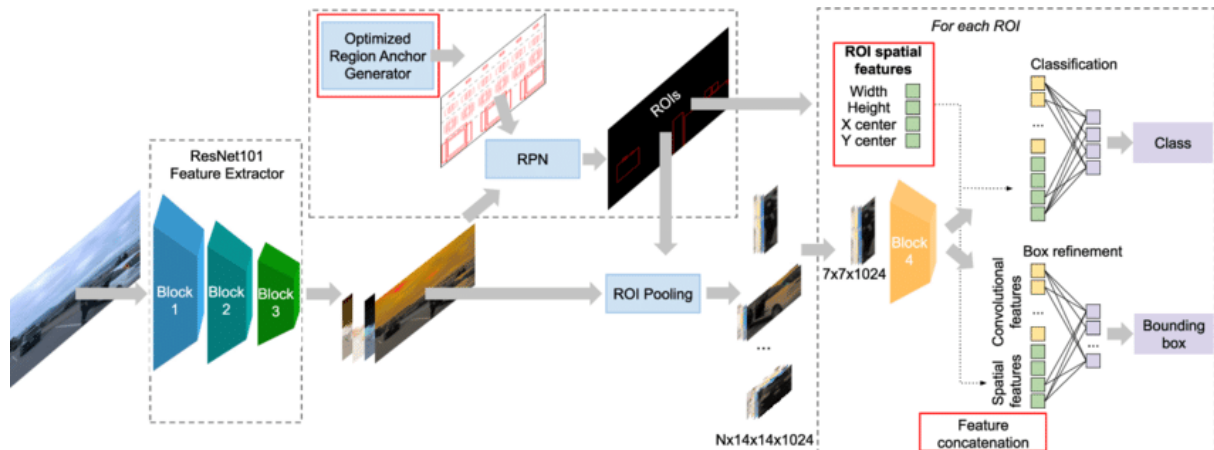 For each ROI
Optimized
Region Anchor
Generator
ROIs
RPN
ROI spatial
features
Width
Height
X center
Y center
Classification
...
Class
ResNet101
Feature Extractor
Block
1
Block
2
Block
3
ROI Pooling
...
Nx14x14x1024
7x7x1024
Block
4
Box refinement
Convolutional
features
Spatial
features
...
...
Bounding
box
Feature
concatenation